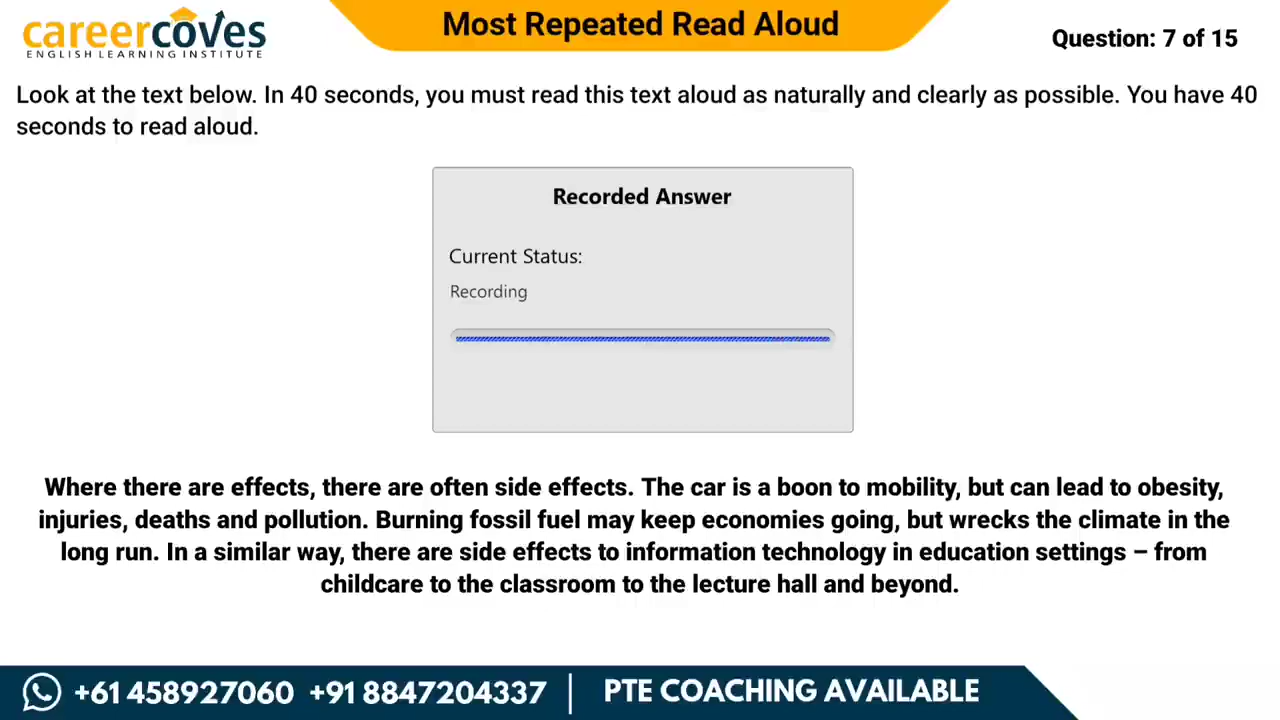 careercoves
ENGLISH LEARNING INSTITUTE
Most Repeated Read Aloud
Question: 7 of 15
Look at the text below. In 40 seconds, you must read this text aloud as naturally and clearly as possible. You have 40
seconds to read aloud.
Recorded Answer
Current Status:
Recording
Where there are effects, there are often side effects. The car is a boon to mobility, but can lead to obesity,
injuries, deaths and pollution. Burning fossil fuel may keep economies going, but wrecks the climate in the
long run. In a similar way, there are side effects to information technology in education settings – from
childcare to the classroom to the lecture hall and beyond.
+61 458927060 +91 8847204337 | PTE COACHING AVAILABLE